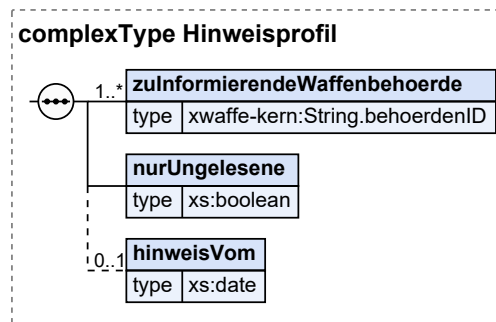 complexType Hinweisprofil
1..*
zuInformierendeWaffenbehoerde
type xwaffe-kern:String.behoerdenID
nurUngelesene
type xs:boolean
0..1
hinweisVom
type xs:date